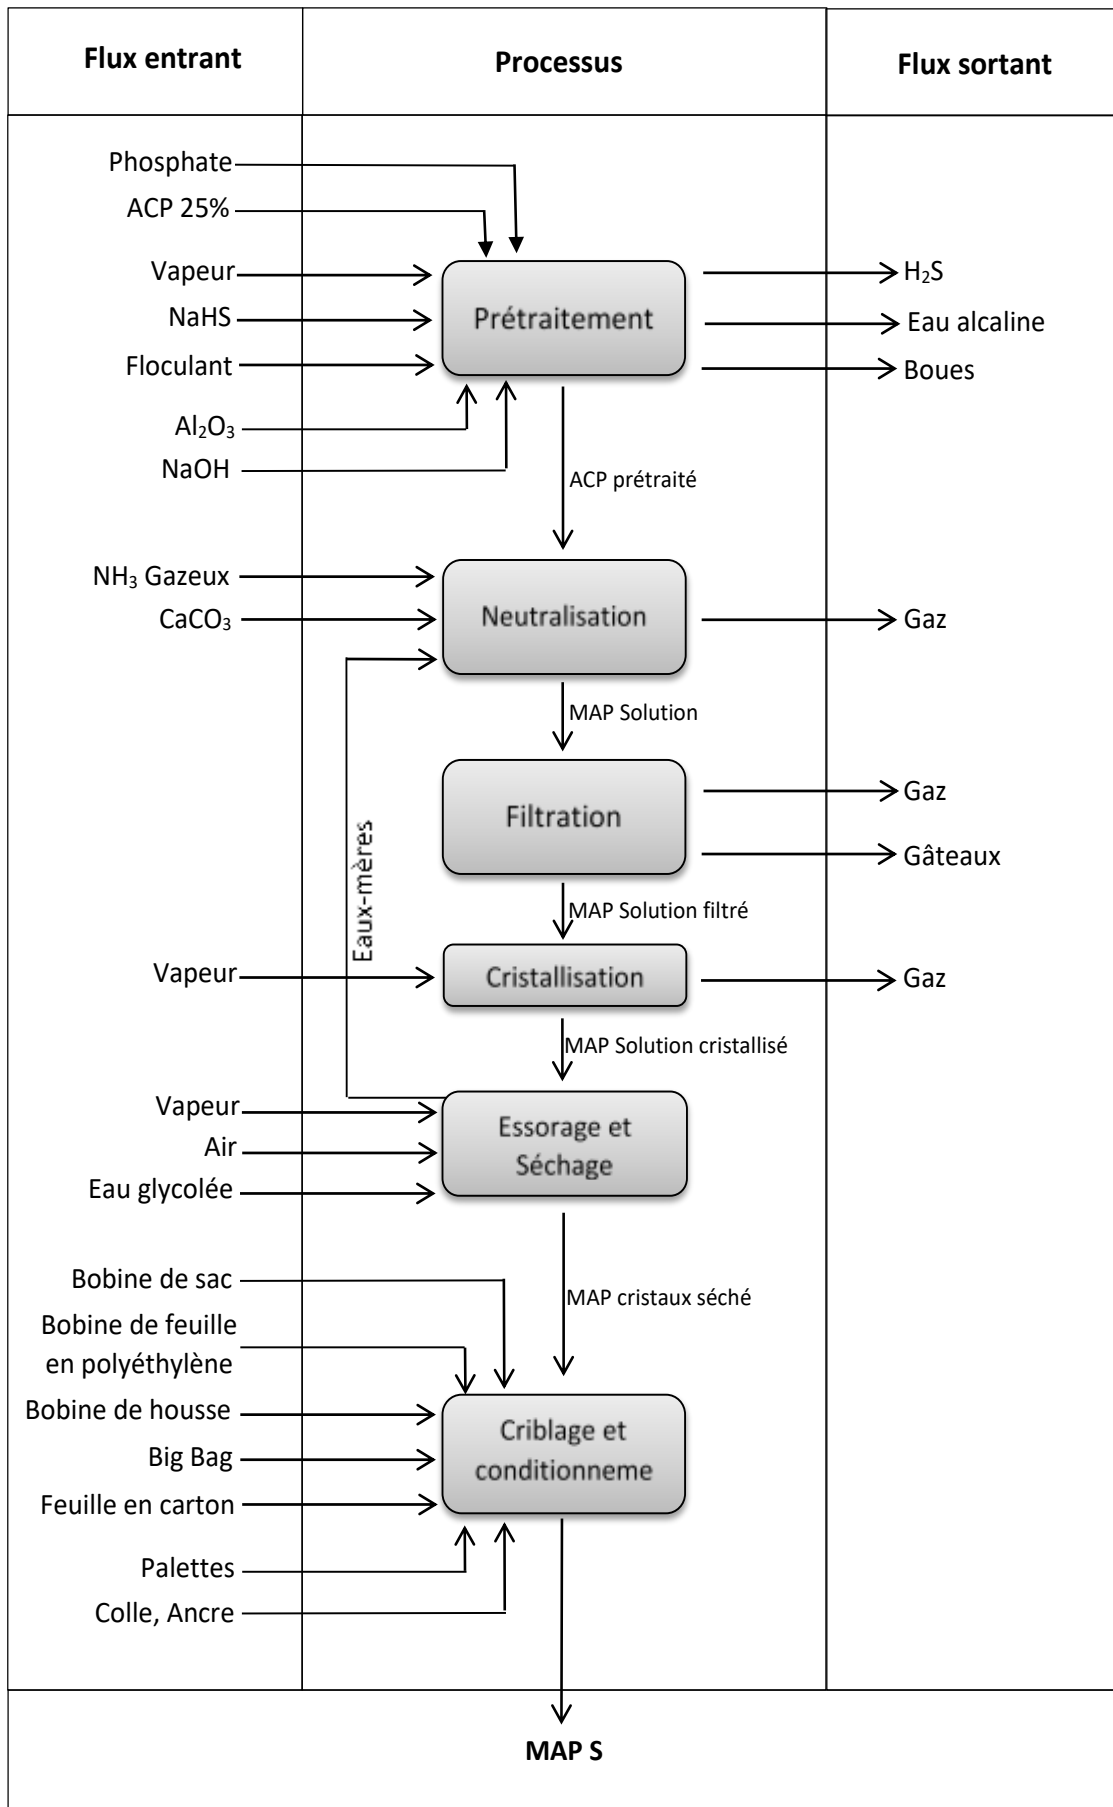 Flux entrant
Processus
Flux sortant
Phosphate
ACP 25%
Vapeur
NaHS
Floculant
Al₂O₃
NaOH
Prétraitement
H₂S
Eau alcaline
Boues
ACP prétraité
NH₃ Gazeux
CaCO₃
Neutralisation
Gaz
MAP Solution
Filtration
Gaz
Gâteaux
Eaux-mères
MAP Solution filtré
Vapeur
Cristallisation
Gaz
MAP Solution cristallisé
Vapeur
Air
Eau glycolée
Essorage et
Séchage
MAP cristaux séché
Bobine de sac
Bobine de feuille
en polyéthylène
Bobine de housse
Big Bag
Feuille en carton
Palettes
Colle, Ancre
Criblage et
conditionneme
MAP S